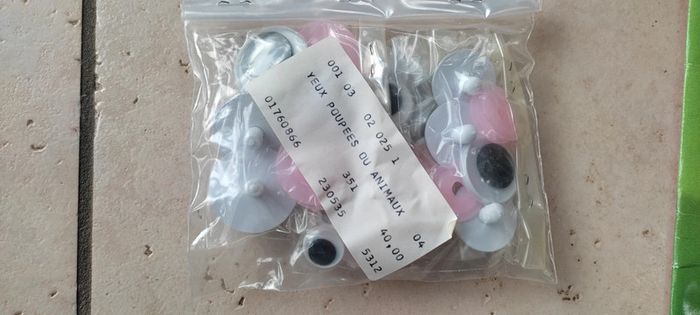 001 03 02 025 1
YEUX POUPEES OU ANIMAUX 04
01760866 351 40,00
230535 5312